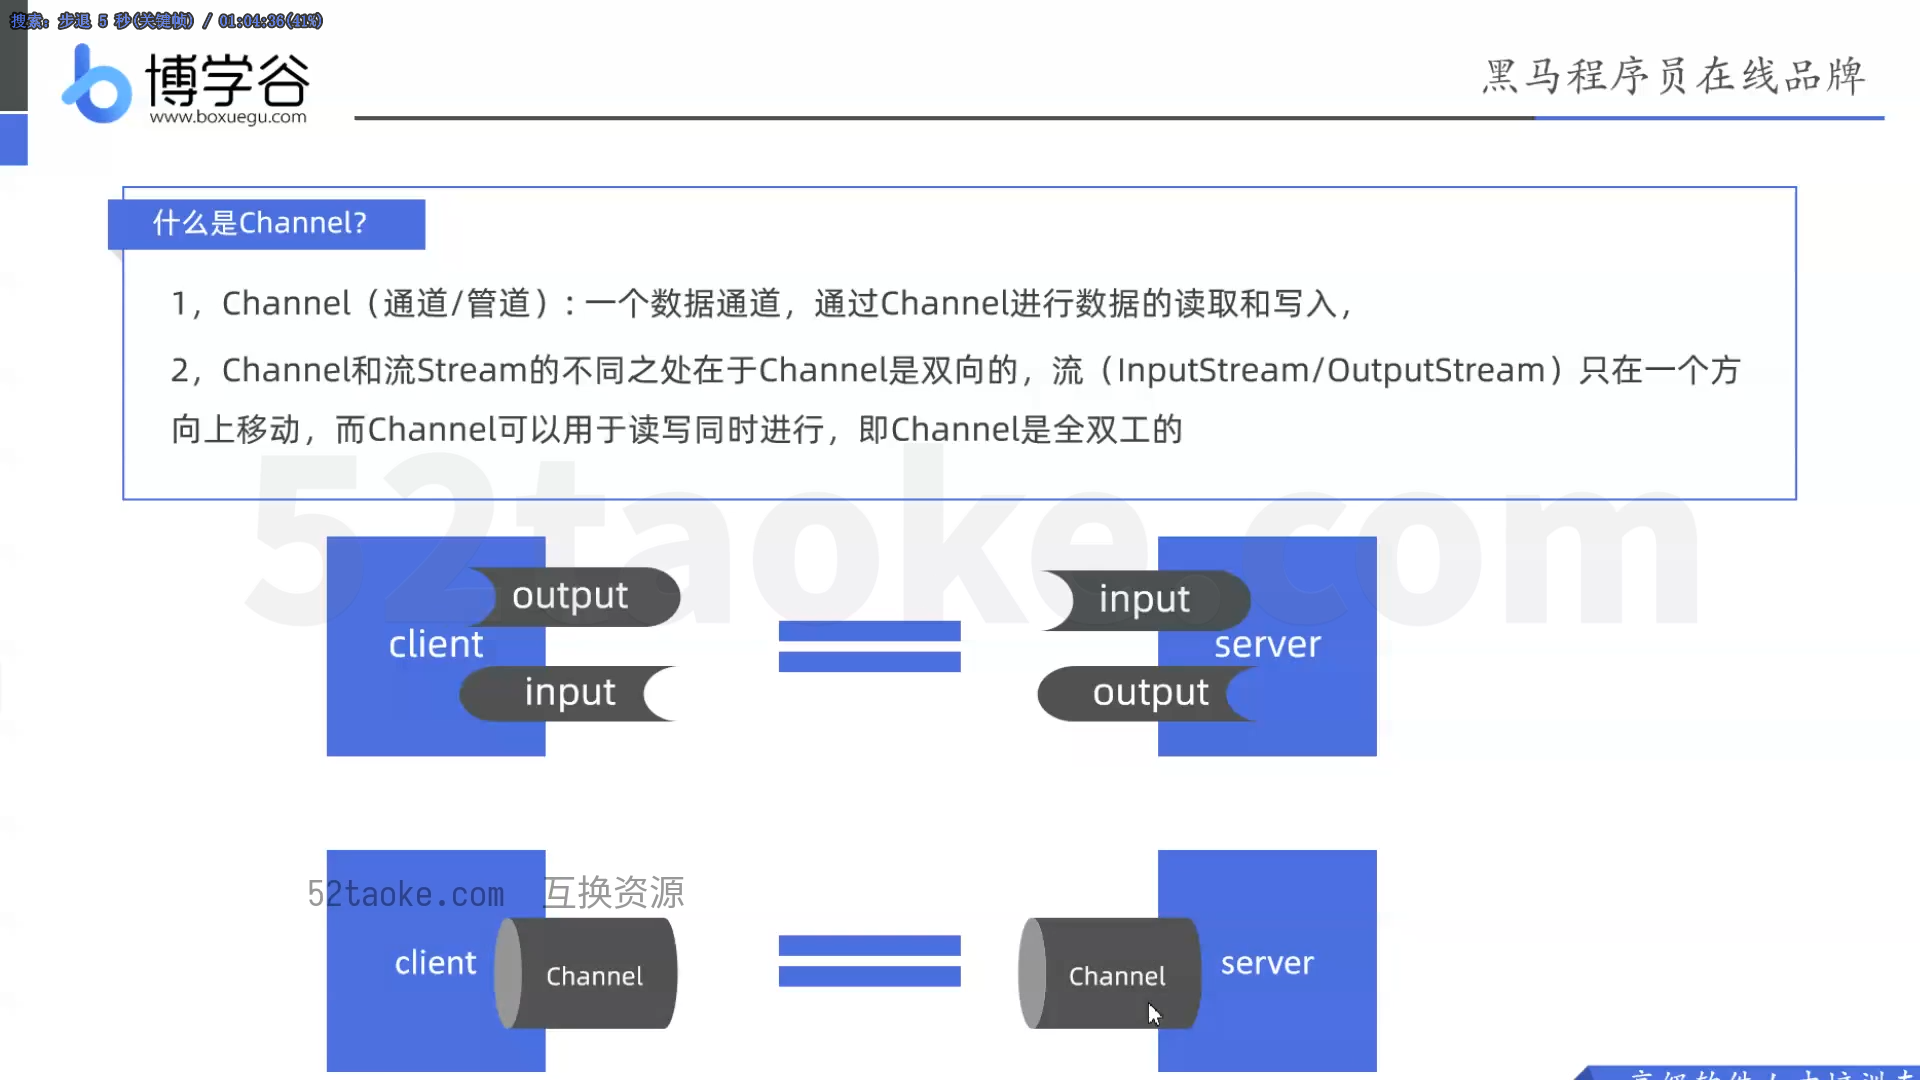 搜索: 步退 5 秒(关键帧) / 01:04:36(41%)
博学谷
www.boxuegu.com
黑马程序员在线品牌
什么是Channel?
1，Channel（通道/管道）: 一个数据通道，通过Channel进行数据的读取和写入，
2，Channel和流Stream的不同之处在于Channel是双向的，流（InputStream/OutputStream）只在一个方
向上移动，而Channel可以用于读写同时进行，即Channel是全双工的
52taoke.com
output
input
client
server
input
output
52taoke.com 互换资源
client
Channel
Channel
server